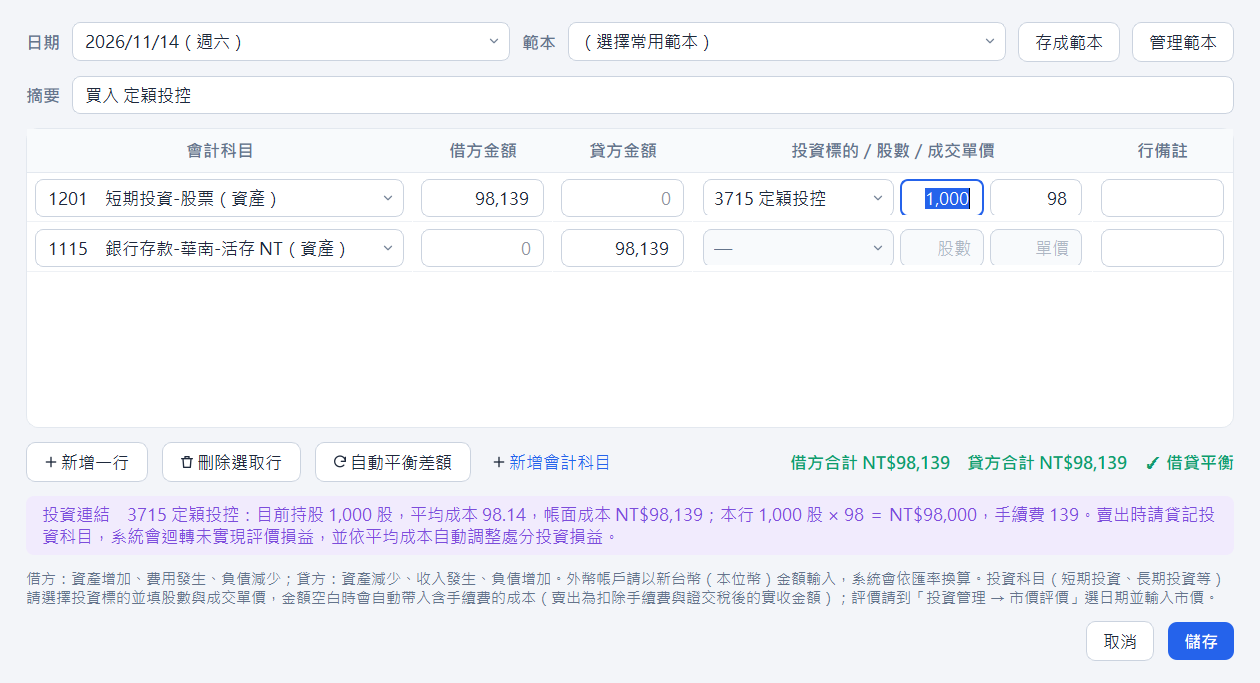 日期 2026/11/14（週六） 範本 （選擇常用範本） 存成範本 管理範本
摘要 買入 定穎投控
會計科目 借方金額 貸方金額 投資標的 / 股數 / 成交單價 行備註
1201 短期投資-股票（資產） 98,139 0 3715 定穎投控 1,000 98
1115 銀行存款-華南-活存 NT（資產） 0 98,139 — 股數 單價
+ 新增一行 刪除選取行 自動平衡差額 + 新增會計科目 借方合計 NT$98,139 貸方合計 NT$98,139 ✓ 借貸平衡
投資連結 3715 定穎投控：目前持股 1,000 股，平均成本 98.14，帳面成本 NT$98,139；本行 1,000 股 × 98 = NT$98,000，手續費 139。賣出時請貸記投
資科目，系統會迴轉未實現評價損益，並依平均成本自動調整處分投資損益。
借方：資產增加、費用發生、負債減少；貸方：資產減少、收入發生、負債增加。外幣帳戶請以新台幣（本位幣）金額輸入，系統會依匯率換算。投資科目（短期投資、長期投資等）
請選擇投資標的並填股數與成交單價，金額空白時會自動帶入含手續費的成本（賣出為扣除手續費與證交稅後的實收金額）；評價請到「投資管理 → 市價評價」選日期並輸入市價。
取消 儲存